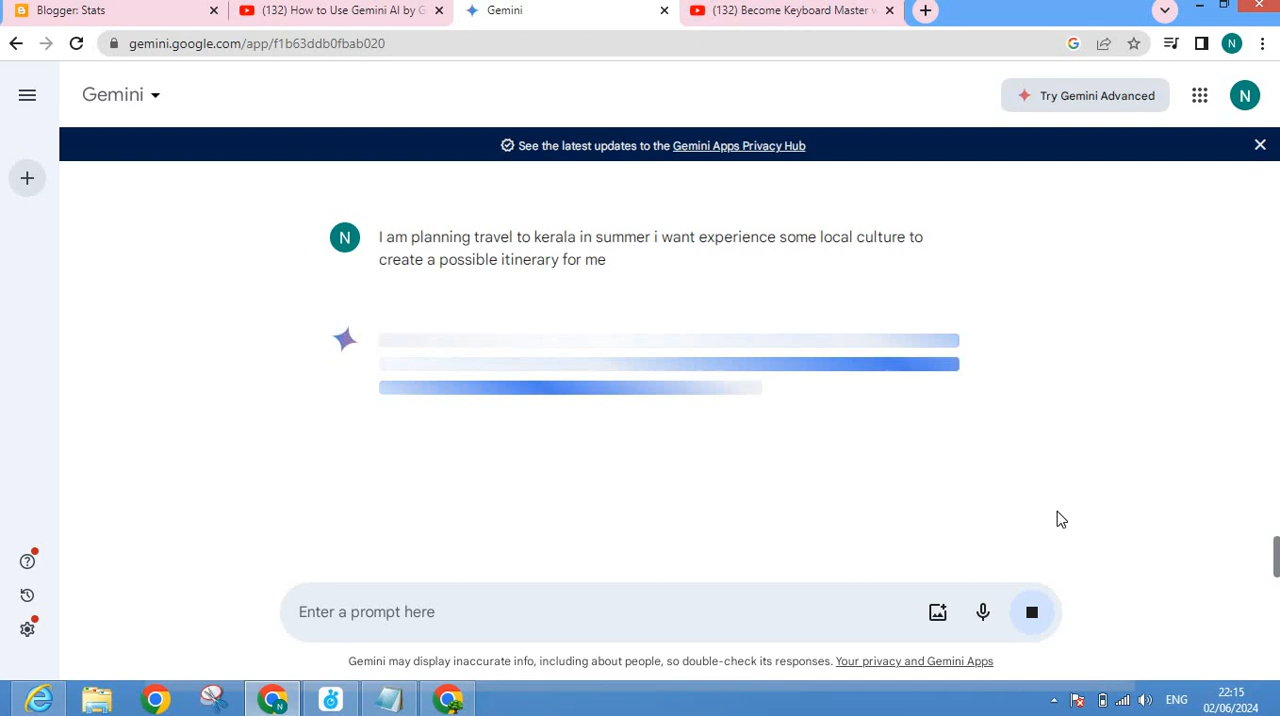 Blogger: Stats
(132) How to Use Gemini AI by G
Gemini
(132) Become Keyboard Master w
gemini.google.com/app/f1b63ddb0fbab020
N
Gemini
Try Gemini Advanced
N
See the latest updates to the Gemini Apps Privacy Hub
N
I am planning travel to kerala in summer i want experience some local culture to
create a possible itinerary for me
Enter a prompt here
Gemini may display inaccurate info, including about people, so double-check its responses. Your privacy and Gemini Apps
N
ENG
22:15
02/06/2024